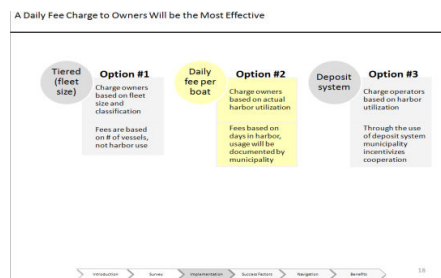 A Daily Fee Charge to Owners Will be the Most Effective
Tiered
(fleet
size)
Option #1
Charge owners
based on fleet
size and
classification
Fees are based
on # of vessels,
not harbor use
Daily
fee per
boat
Option #2
Charge owners
based on actual
harbor utilization
Fees based on
days in harbor,
usage will be
documented by
municipality
Deposit
system
Option #3
Charge operators
based on harbor
utilization
Through the use
of deposit system
municipality
incentivizes
cooperation
Introduction
Survey
Implementation
Success Factors
Navigation
Benefits